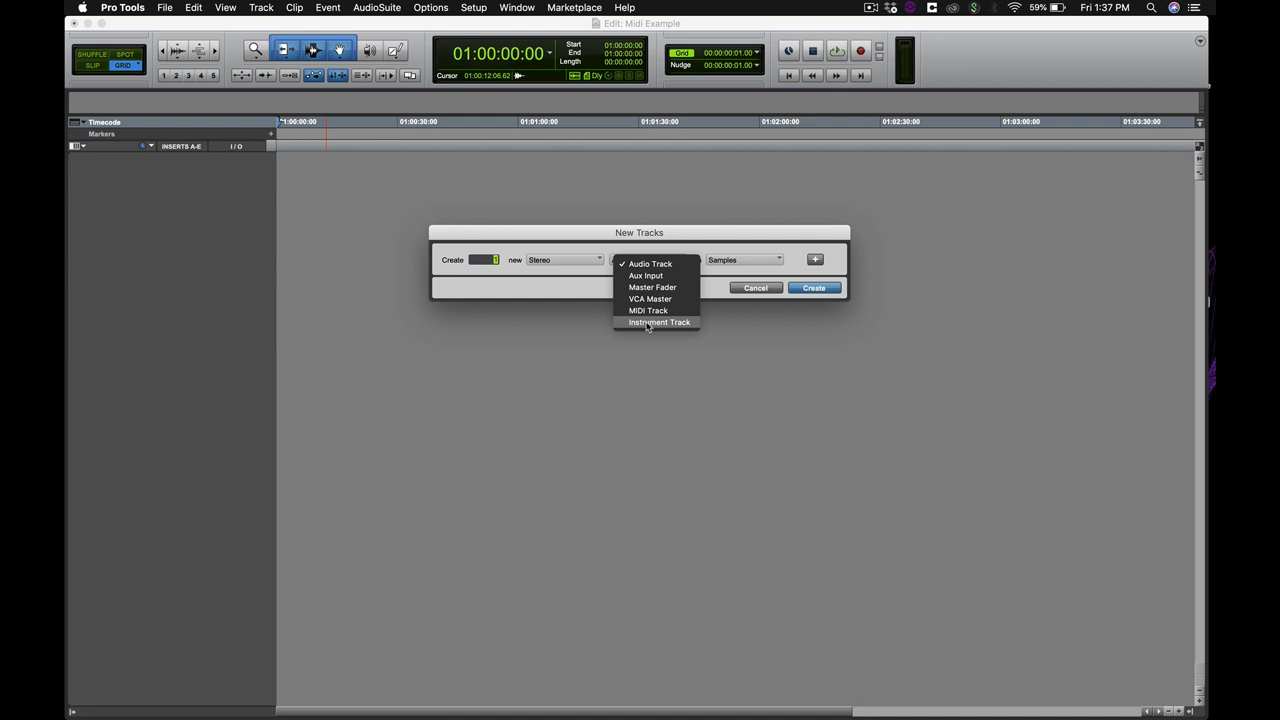 Pro Tools File Edit View Track Clip Event AudioSuite Options Setup Window Marketplace Help 59% Fri 1:37 PM
Edit: Midi Example
SHUFFLE SPOT
SLIP GRID
1 2 3 4 5
01:00:00:00
Start 01:00:00:00
End 01:00:00:00
Length 00:00:00:00
Cursor 01:00:12:06.62 Dly
Grid 00:00:00:01.00
Nudge 00:00:00:01.00
Timecode 01:00:00:00 01:00:30:00 01:01:00:00 01:01:30:00 01:02:00:00 01:02:30:00 01:03:00:00 01:03:30:00
Markers
INSERTS A-E I / O
New Tracks
Create 1 new Stereo Samples
Audio Track
Aux Input
Master Fader
VCA Master
MIDI Track
Instrument Track
Cancel Create